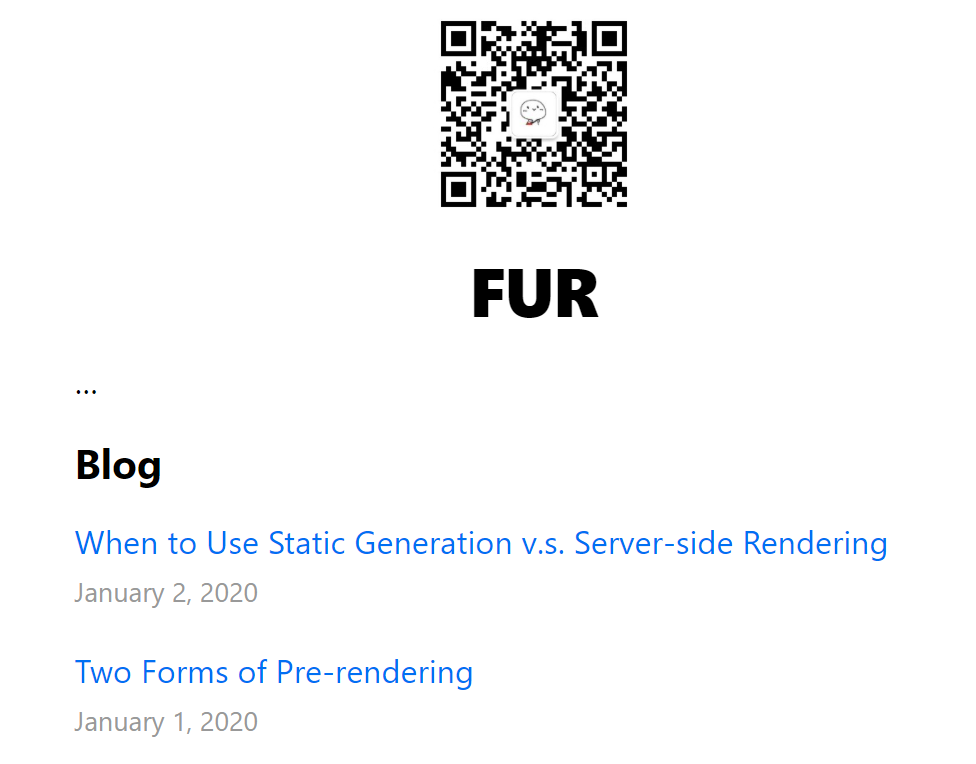 FUR
...
Blog
When to Use Static Generation v.s. Server-side Rendering
January 2, 2020
Two Forms of Pre-rendering
January 1, 2020